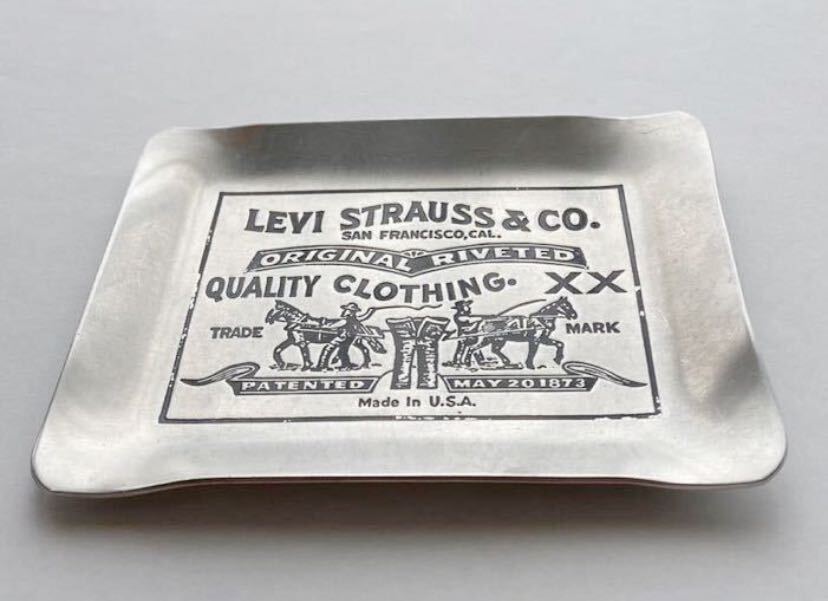 LEVI STRAUSS & CO.
SAN FRANCISCO, CAL.
ORIGINAL RIVETED
QUALITY CLOTHING. XX
TRADE MARK
PATENTED MAY 20 1873
Made In U.S.A.